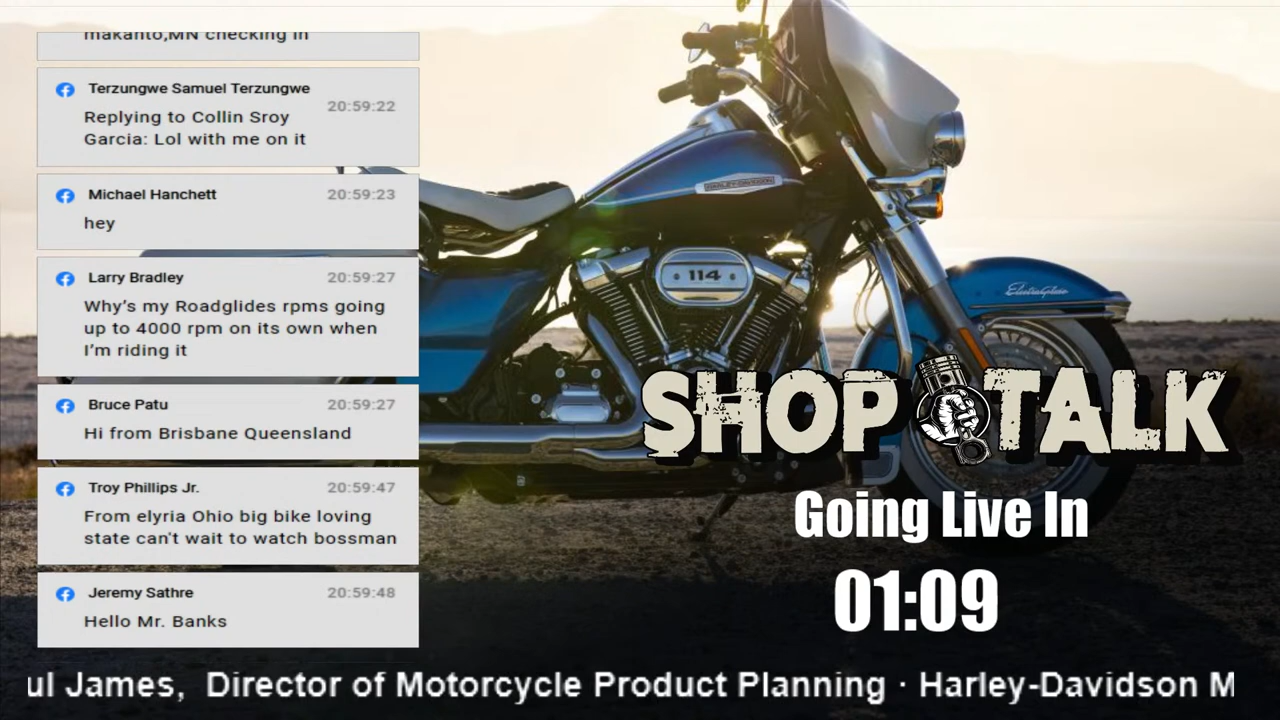 makanto,MN checking in
Terzungwe Samuel Terzungwe
20:59:22
Replying to Collin Sroy
Garcia: Lol with me on it
Michael Hanchett
20:59:23
hey
Larry Bradley
20:59:27
Why's my Roadglides rpms going
up to 4000 rpm on its own when
I'm riding it
Bruce Patu
20:59:27
Hi from Brisbane Queensland
Troy Phillips Jr.
20:59:47
From elyria Ohio big bike loving
state can't wait to watch bossman
Jeremy Sathre
20:59:48
Hello Mr. Banks
HARLEY-DAVIDSON
114
ElectraGlide
SHOP TALK
Going Live In
01:09
ul James, Director of Motorcycle Product Planning · Harley-Davidson M